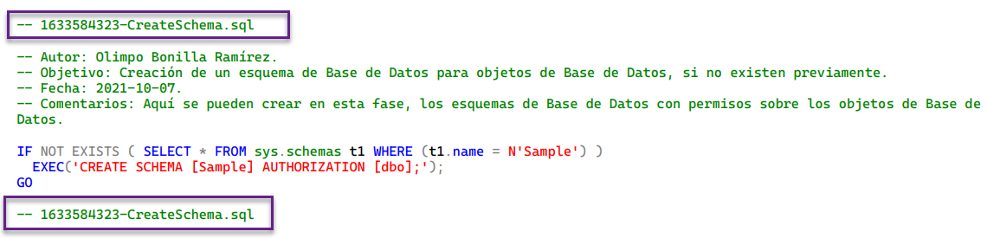 -- 1633584323-CreateSchema.sql
-- Autor: Olimpo Bonilla Ramírez.
-- Objetivo: Creación de un esquema de Base de Datos para objetos de Base de Datos, si no existen previamente.
-- Fecha: 2021-10-07.
-- Comentarios: Aquí se pueden crear en esta fase, los esquemas de Base de Datos con permisos sobre los objetos de Base de
Datos.
IF NOT EXISTS ( SELECT * FROM sys.schemas t1 WHERE (t1.name = N'Sample') )
  EXEC('CREATE SCHEMA [Sample] AUTHORIZATION [dbo];');
GO
-- 1633584323-CreateSchema.sql